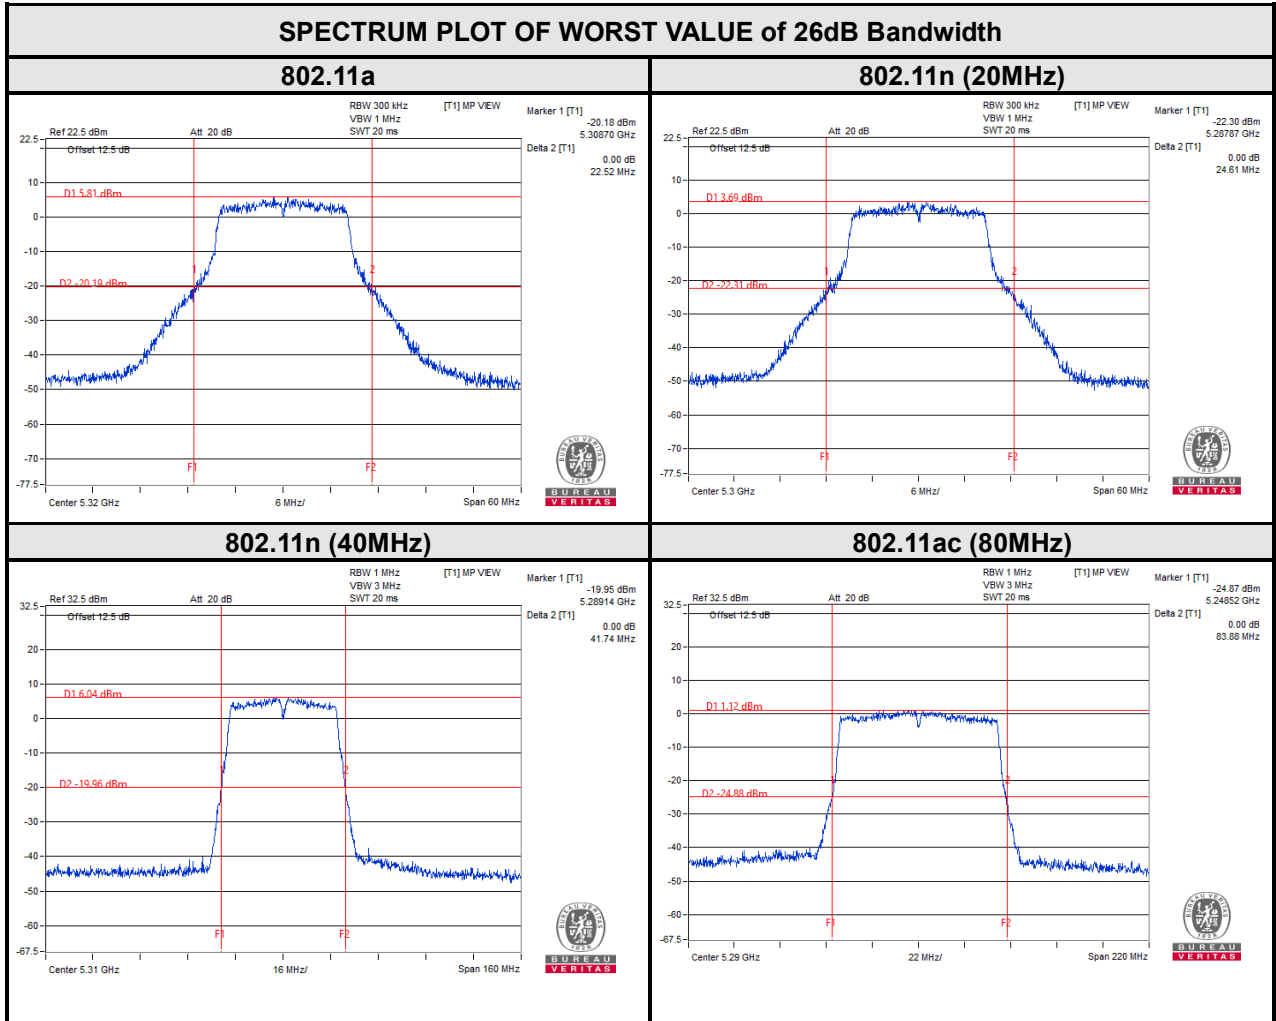 SPECTRUM PLOT OF WORST VALUE of 26dB Bandwidth
802.11a
802.11n (20MHz)
RBW 300 kHz
[T1] MP VIEW
Marker 1 [T1]
VBW 1 MHz
-20.18 dBm
Ref 22.5 dBm
Att 20 dB
SWT 20 ms
5.30870 GHz
22.5
Offset 12.5 dB
Delta 2 [T1]
0.00 dB
22.52 MHz
10
D1 5.81 dBm
0
-10
1
2
-20
D2 -20.19 dBm
-30
-40
-50
-60
-70
F1
F2
-77.5
Center 5.32 GHz
6 MHz/
Span 60 MHz
BUREAU VERITAS
1828
BUREAU
VERITAS
RBW 300 kHz
[T1] MP VIEW
Marker 1 [T1]
VBW 1 MHz
-22.30 dBm
Ref 22.5 dBm
Att 20 dB
SWT 20 ms
5.28787 GHz
22.5
Offset 12.5 dB
Delta 2 [T1]
0.00 dB
24.61 MHz
10
D1 3.69 dBm
0
-10
1
2
-20
D2 -22.31 dBm
-30
-40
-50
-60
-70
F1
F2
-77.5
Center 5.3 GHz
6 MHz/
Span 60 MHz
BUREAU VERITAS
1828
BUREAU
VERITAS
802.11n (40MHz)
802.11ac (80MHz)
RBW 1 MHz
[T1] MP VIEW
Marker 1 [T1]
VBW 3 MHz
-19.95 dBm
Ref 32.5 dBm
Att 20 dB
SWT 20 ms
5.28914 GHz
32.5
Offset 12.5 dB
Delta 2 [T1]
0.00 dB
41.74 MHz
20
10
D1 6.04 dBm
0
-10
1
2
-20
D2 -19.96 dBm
-30
-40
-50
-60
F1
F2
-67.5
Center 5.31 GHz
16 MHz/
Span 160 MHz
BUREAU VERITAS
1828
BUREAU
VERITAS
RBW 1 MHz
[T1] MP VIEW
Marker 1 [T1]
VBW 3 MHz
-24.87 dBm
Ref 32.5 dBm
Att 20 dB
SWT 20 ms
5.24852 GHz
32.5
Offset 12.5 dB
Delta 2 [T1]
0.00 dB
83.88 MHz
20
10
D1 1.12 dBm
0
-10
1
2
-20
D2 -24.88 dBm
-30
-40
-50
-60
F1
F2
-67.5
Center 5.29 GHz
22 MHz/
Span 220 MHz
BUREAU VERITAS
1828
BUREAU
VERITAS